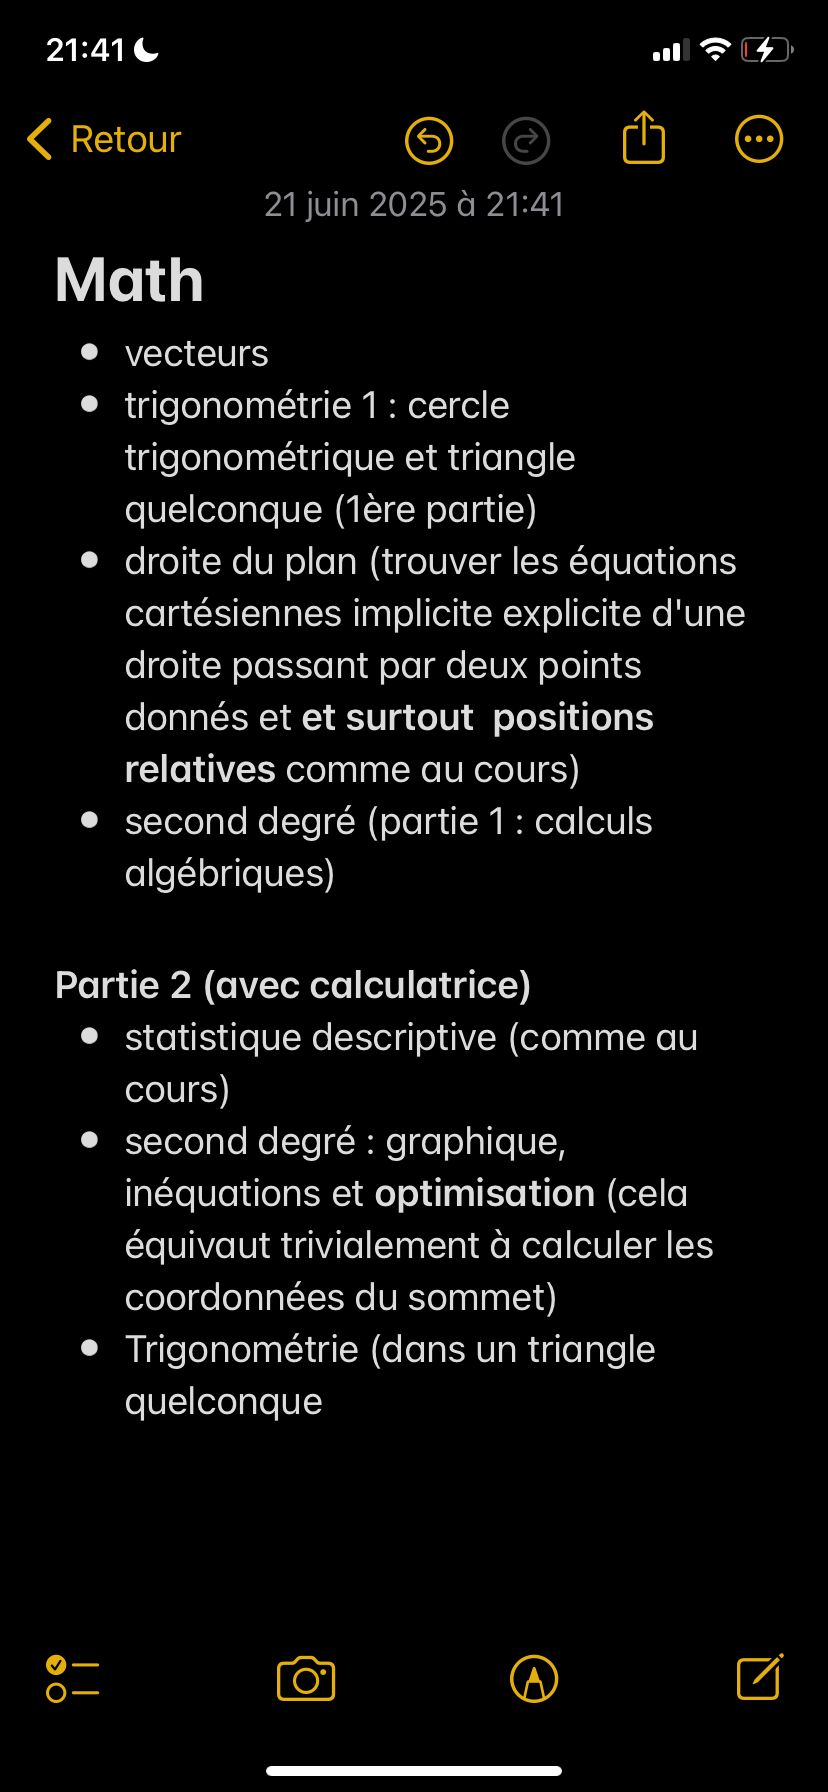 21:41
Retour
21 juin 2025 à 21:41
Math
• vecteurs
• trigonométrie 1 : cercle
trigonométrique et triangle
quelconque (1ère partie)
• droite du plan (trouver les équations
cartésiennes implicite explicite d'une
droite passant par deux points
donnés et et surtout  positions
relatives comme au cours)
• second degré (partie 1 : calculs
algébriques)
Partie 2 (avec calculatrice)
• statistique descriptive (comme au
cours)
• second degré : graphique,
inéquations et optimisation (cela
équivaut trivialement à calculer les
coordonnées du sommet)
• Trigonométrie (dans un triangle
quelconque